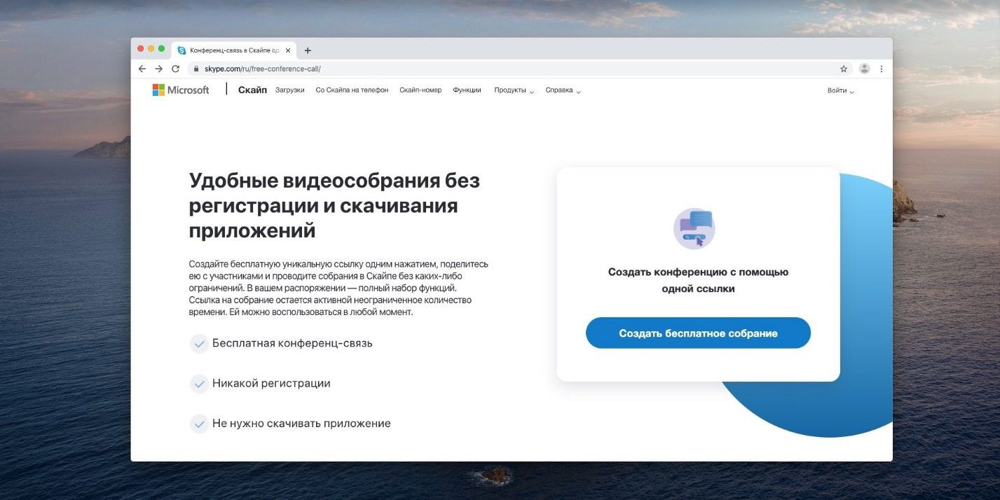 Конференц-связь в Скайпе од
skype.com/ru/free-conference-call/
Microsoft
Скайп
Загрузки
Со Скайпа на телефон
Скайп-номер
Функции
Продукты
Справка
Войти
Удобные видеособрания без
регистрации и скачивания
приложений
Создайте бесплатную уникальную ссылку одним нажатием, поделитесь
ею с участниками и проводите собрания в Скайпе без каких-либо
ограничений. В вашем распоряжении — полный набор функций.
Ссылка на собрание остается активной неограниченное количество
времени. Ей можно воспользоваться в любой момент.
Бесплатная конференц-связь
Никакой регистрации
Не нужно скачивать приложение
Создать конференцию с помощью
одной ссылки
Создать бесплатное собрание